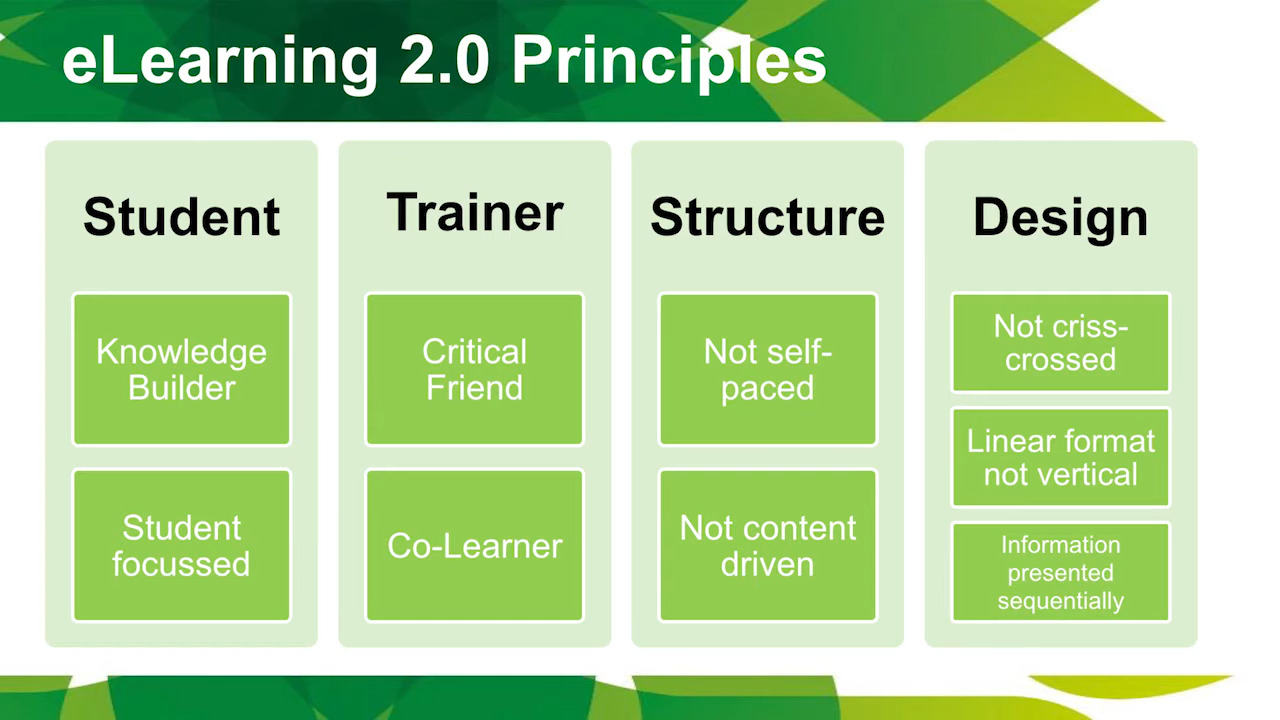 eLearning 2.0 Principles
Student
Knowledge
Builder
Student
focussed
Trainer
Critical
Friend
Co-Learner
Structure
Not self-
paced
Not content
driven
Design
Not criss-
crossed
Linear format
not vertical
Information
presented
sequentially